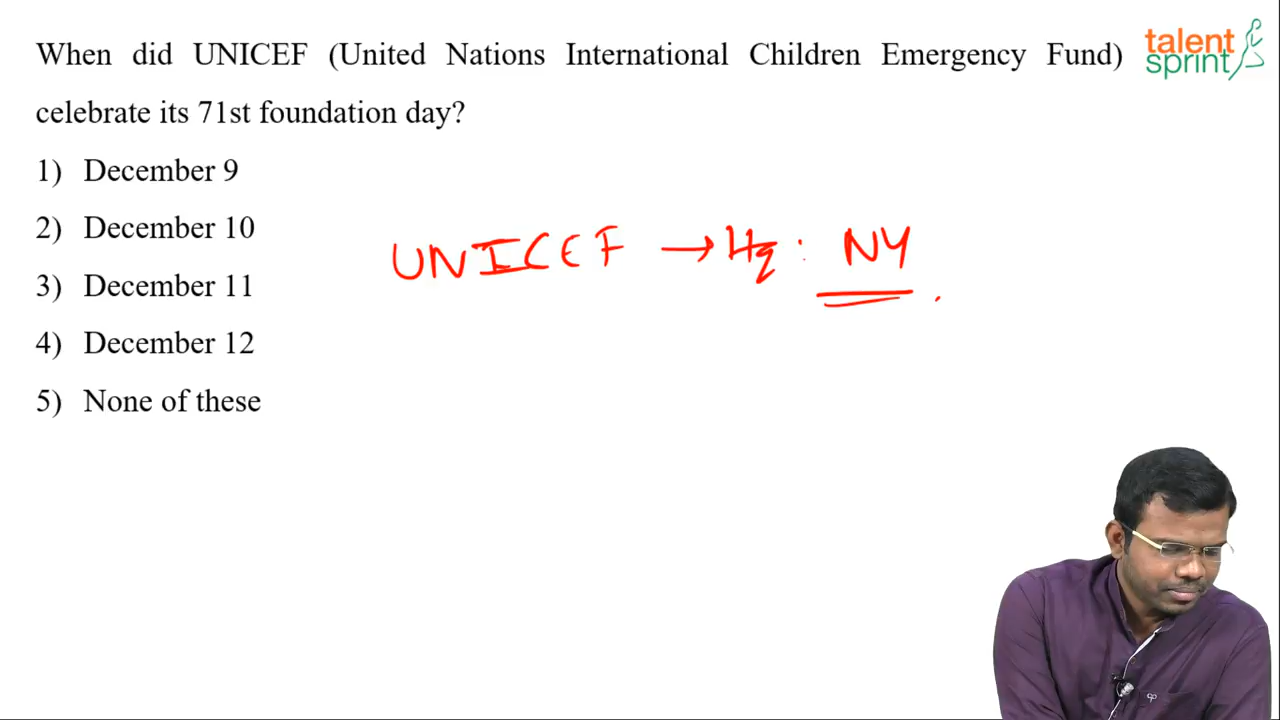 When did UNICEF (United Nations International Children Emergency Fund)
celebrate its 71st foundation day?
talent
sprint
1) December 9
2) December 10
3) December 11
4) December 12
5) None of these
UNICEF → Hq : NY